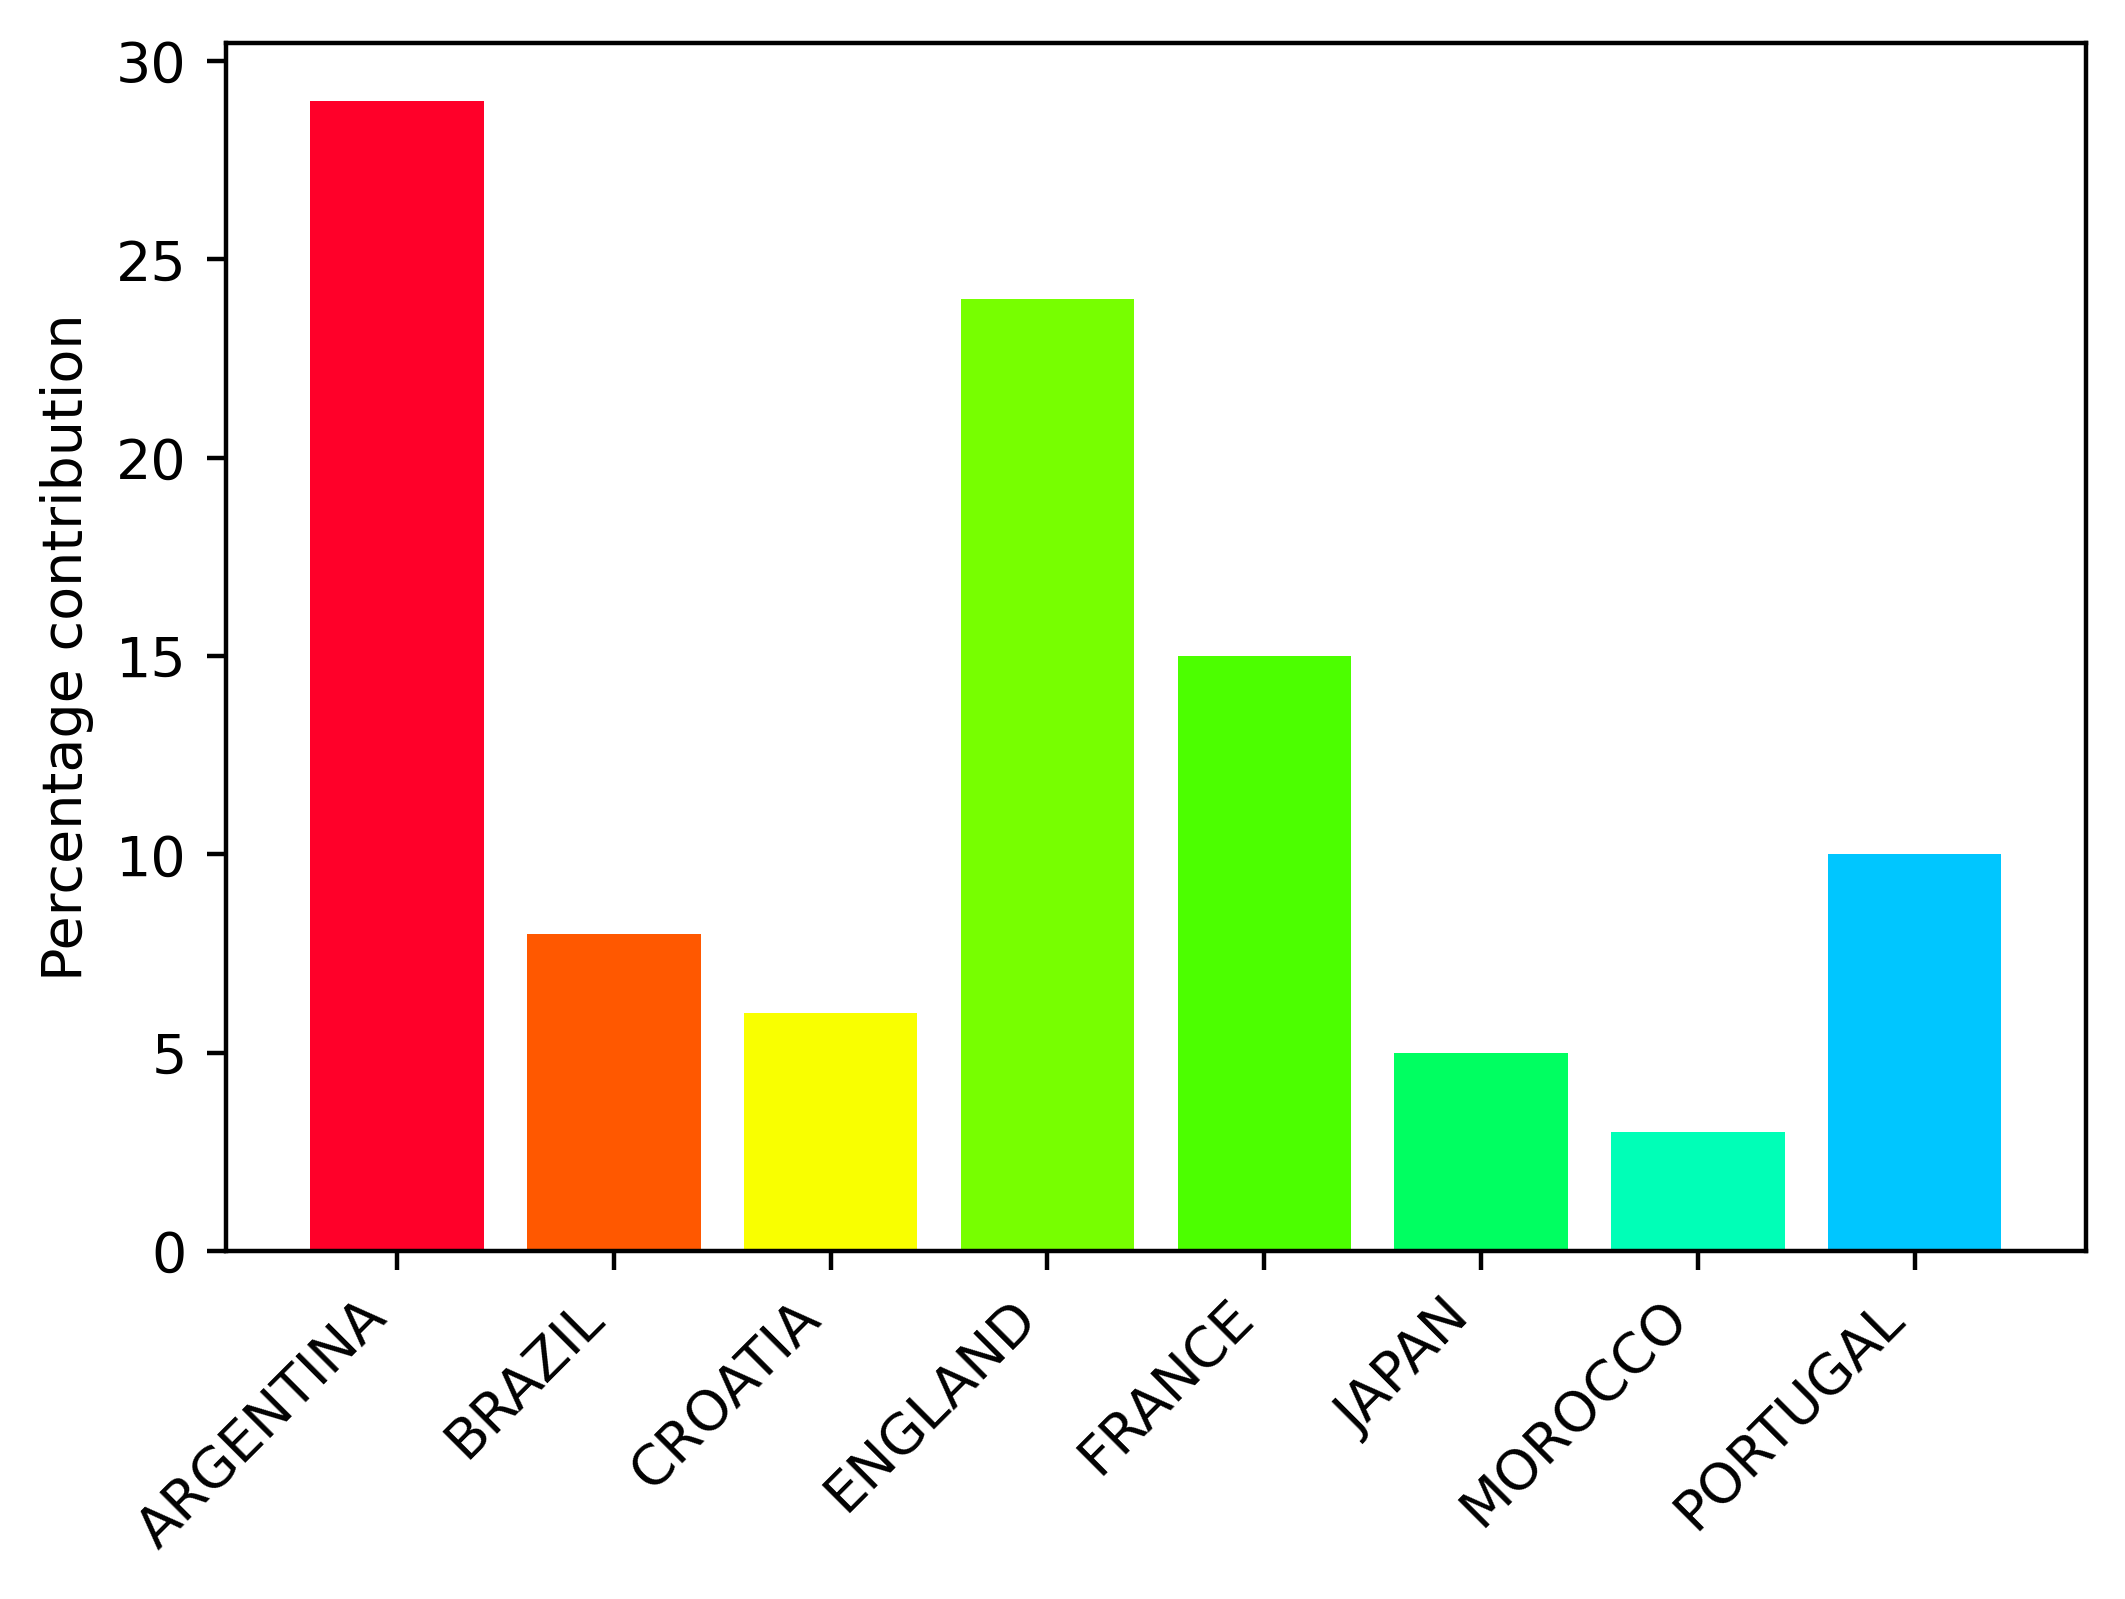 Percentage contribution
30
25
20
15
10
5
0
ARGENTINA
BRAZIL
CROATIA
ENGLAND
FRANCE
JAPAN
MOROCCO
PORTUGAL